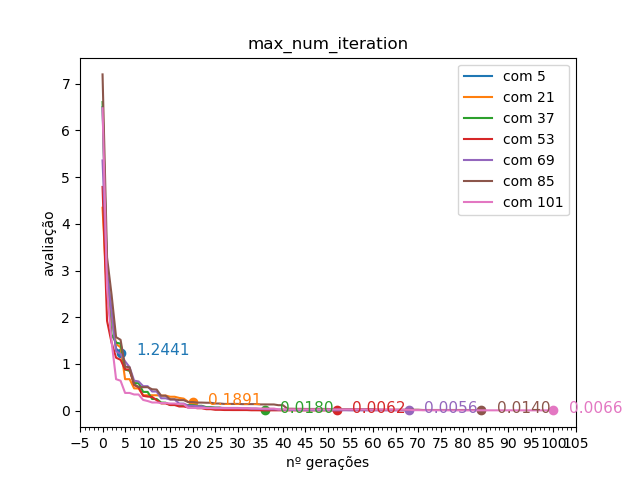 max_num_iteration
com 5
com 21
com 37
com 53
com 69
com 85
com 101
avaliação
7
6
5
4
3
2
1
0
1.2441
0.1891
0.0180
0.0062
0.0056
0.0140
0.0066
−5 0 5 10 15 20 25 30 35 40 45 50 55 60 65 70 75 80 85 90 95 100 105
nº gerações